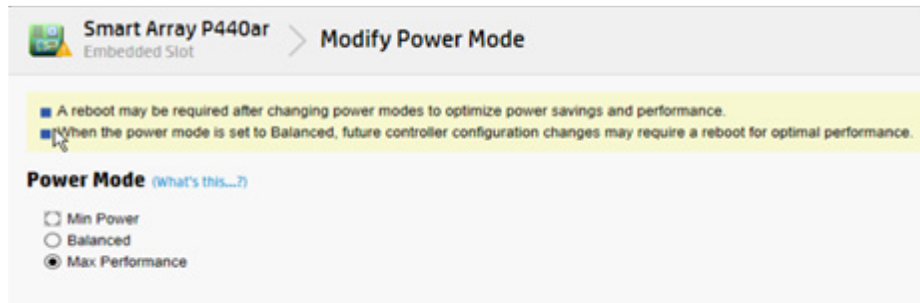 Smart Array P440ar
Embedded Slot
Modify Power Mode
A reboot may be required after changing power modes to optimize power savings and performance.
When the power mode is set to Balanced, future controller configuration changes may require a reboot for optimal performance.
Power Mode (What's this...?)
Min Power
Balanced
Max Performance